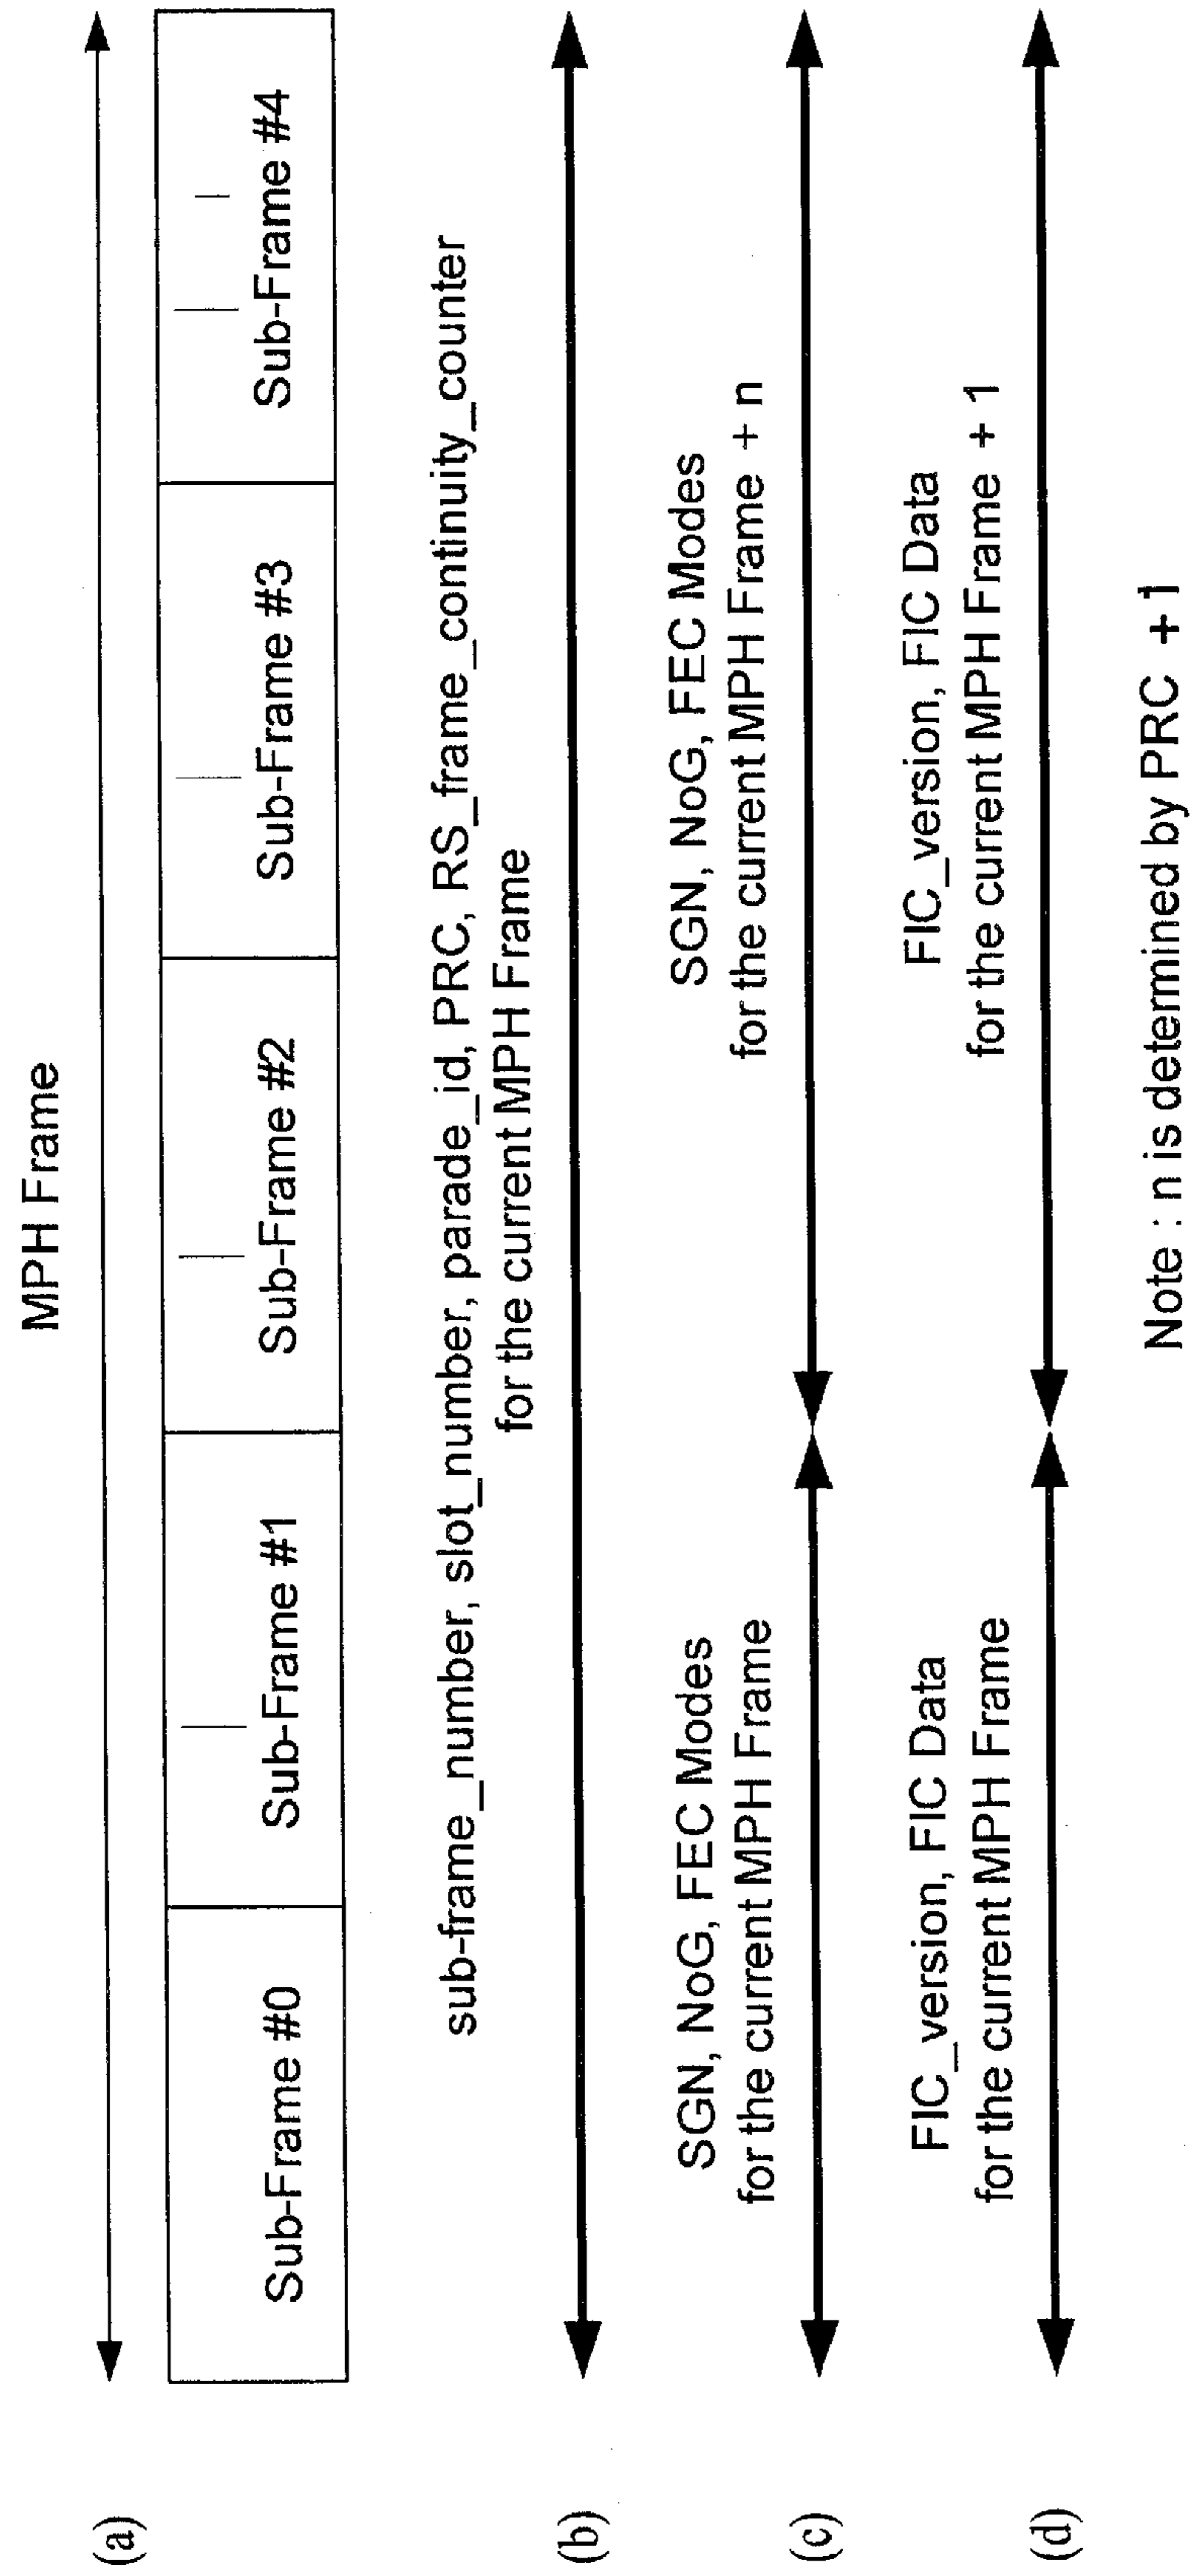 MPH Frame
(a)
Sub-Frame #0
Sub-Frame #1
Sub-Frame #2
Sub-Frame #3
Sub-Frame #4
sub-frame_number, slot_number, parade_id, PRC, RS_frame_continuity_counter
for the current MPH Frame
(b)
SGN, NoG, FEC Modes
for the current MPH Frame
SGN, NoG, FEC Modes
for the current MPH Frame + n
(c)
FIC_version, FIC Data
for the current MPH Frame
FIC_version, FIC Data
for the current MPH Frame + 1
(d)
Note : n is determined by PRC +1